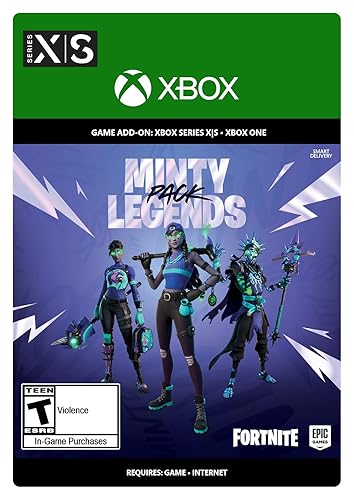 SERIES X|S
XBOX
GAME ADD-ON: XBOX SERIES X|S • XBOX ONE
SMART
DELIVERY
MINTY
PACK
LEGENDS
TEEN
T
Violence
ESRB
In-Game Purchases
FORTNITE
EPIC
GAMES
REQUIRES: GAME • INTERNET